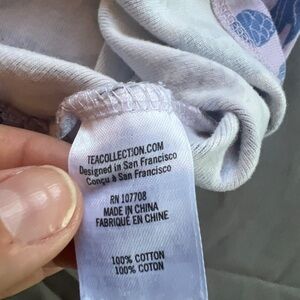 TEACOLLECTION.COM
Designed in San Francisco
Conçu à San Francisco
RN 107708
MADE IN CHINA
FABRIQUÉ EN CHINE
100% COTTON
100% COTON